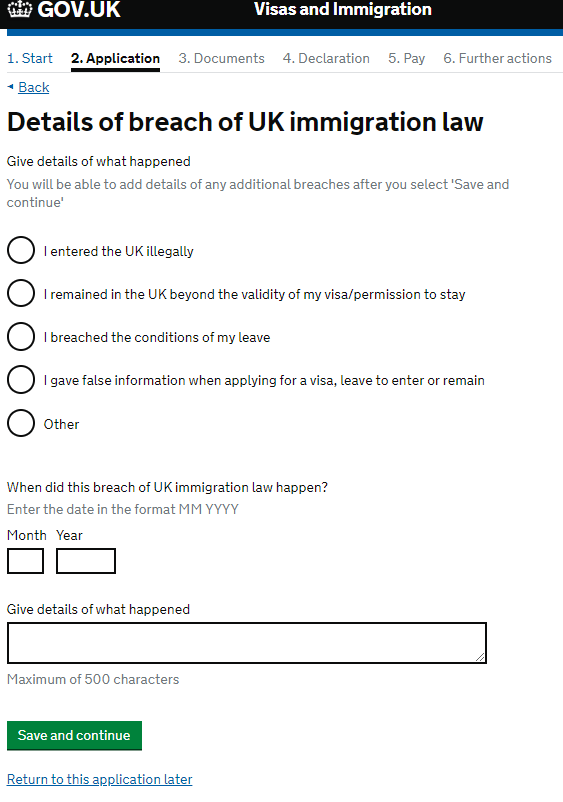 GOV.UK
Visas and Immigration
1. Start 2. Application 3. Documents 4. Declaration 5. Pay 6. Further actions
Back
Details of breach of UK immigration law
Give details of what happened
You will be able to add details of any additional breaches after you select 'Save and
continue'
I entered the UK illegally
I remained in the UK beyond the validity of my visa/permission to stay
I breached the conditions of my leave
I gave false information when applying for a visa, leave to enter or remain
Other
When did this breach of UK immigration law happen?
Enter the date in the format MM YYYY
Month Year
Give details of what happened
Maximum of 500 characters
Save and continue
Return to this application later